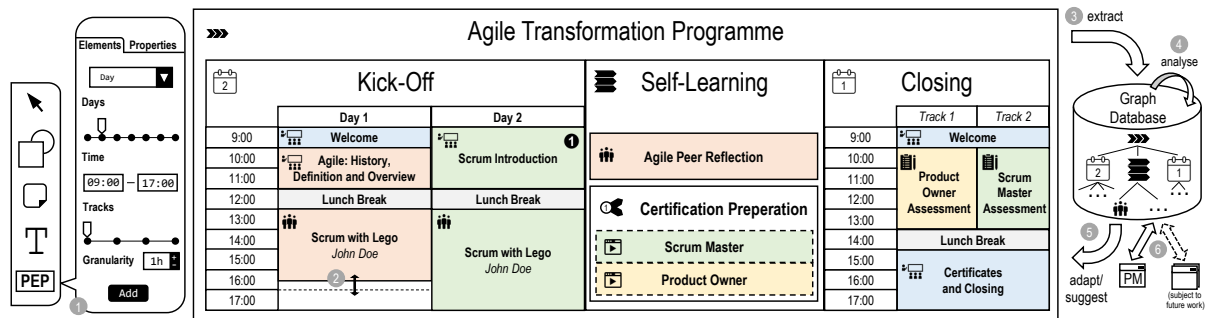 Elements Properties
Day
Days
Time
09:00 – 17:00
Tracks
Granularity 1h
+
-
Add
T
PEP
1
Agile Transformation Programme
2
Kick-Off
Day 1
Day 2
9:00
10:00
11:00
12:00
13:00
14:00
15:00
16:00
17:00
Welcome
Agile: History,
Definition and Overview
Lunch Break
Scrum with Lego
John Doe
2
1
Scrum Introduction
Lunch Break
Scrum with Lego
John Doe
Self-Learning
Agile Peer Reflection
1
Certification Preperation
Scrum Master
Product Owner
1
Closing
Track 1
Track 2
9:00
10:00
11:00
12:00
13:00
14:00
15:00
16:00
17:00
Welcome
Product
Owner
Assessment
Scrum
Master
Assessment
Lunch Break
Certificates
and Closing
3 extract
4
analyse
Graph
Database
2
1
...
...
...
5
adapt/
suggest
6
PM
(subject to
future work)